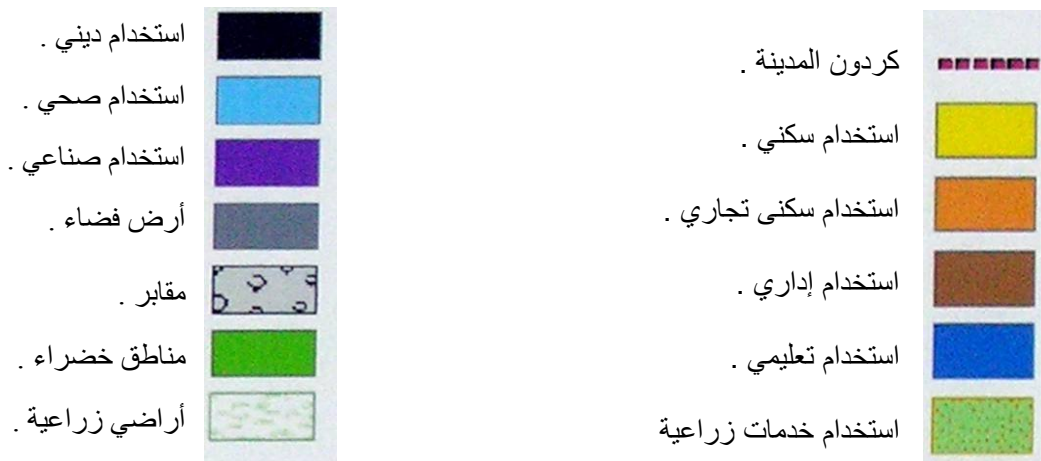 كردون المدينة .
استخدام سكني .
استخدام سكنى تجاري .
استخدام إداري .
استخدام تعليمي .
استخدام خدمات زراعية
استخدام ديني .
استخدام صحي .
استخدام صناعي .
أرض فضاء .
مقابر .
مناطق خضراء .
أراضي زراعية .